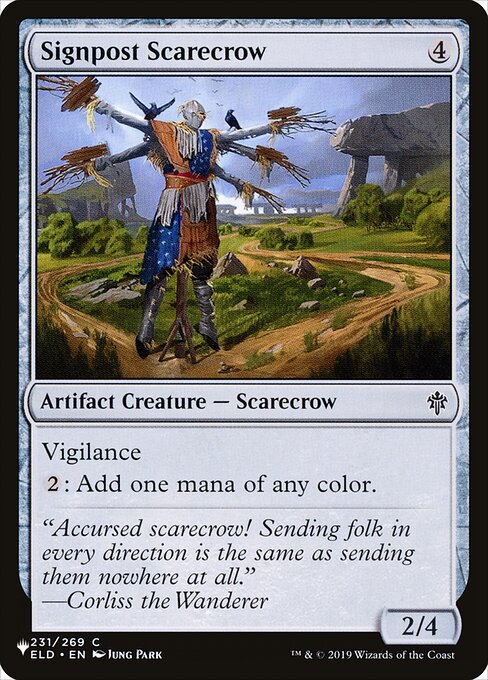 Signpost Scarecrow 4
Artifact Creature — Scarecrow
Vigilance
2: Add one mana of any color.
“Accursed scarecrow! Sending folk in
every direction is the same as sending
them nowhere at all.”
—Corliss the Wanderer
2/4
231/269 C
ELD • EN Jung Park
™ & © 2019 Wizards of the Coast